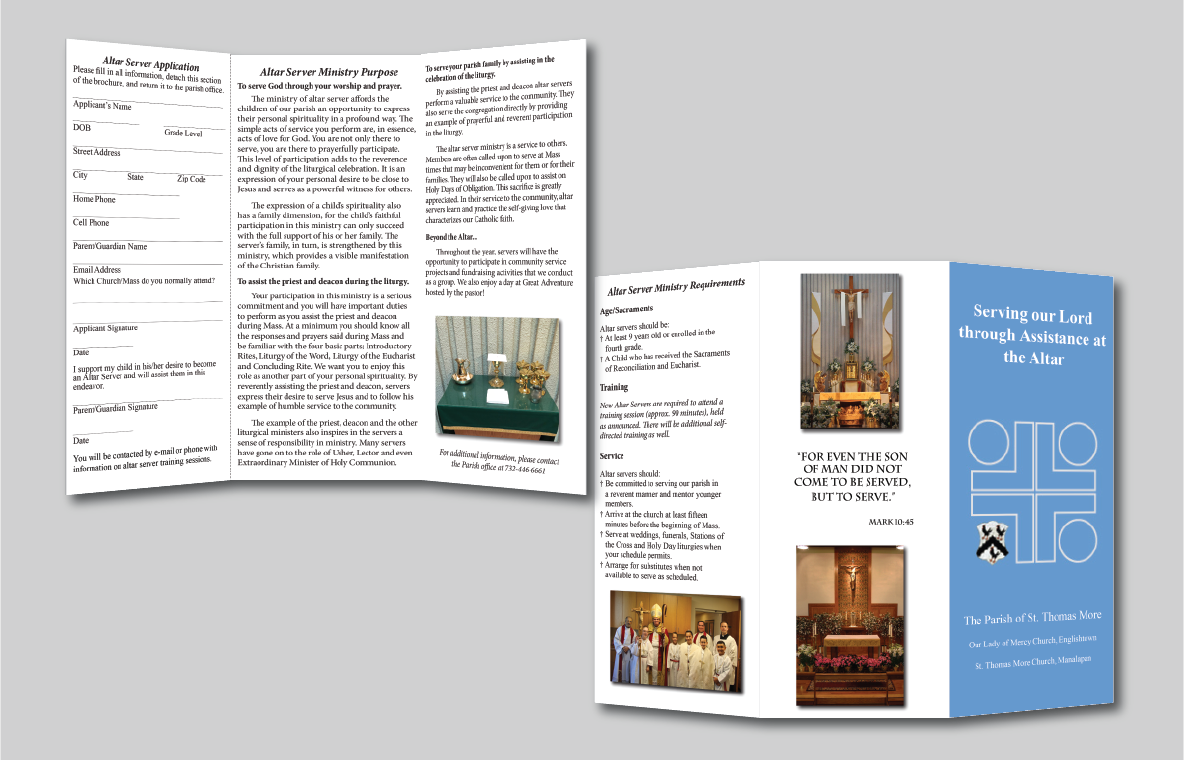 Altar Server Application
Please fill in all information, detach this section
of the brochure, and return it to the parish office.
Applicant's Name
DOB
Grade Level
Street Address
City State Zip Code
Home Phone
Cell Phone
Parent/Guardian Name
Email Address
Which Church/Mass do you normally attend?
Applicant Signature
Date
I support my child in his/her desire to become
an Altar Server and will assist them in this
endeavor.
Parent/Guardian Signature
Date
You will be contacted by e-mail or phone with
information on altar server training sessions.
Altar Server Ministry Purpose
To serve God through your worship and prayer.
The ministry of altar server affords the
children of our parish an opportunity to express
their personal spirituality in a profound way. The
simple acts of service you perform are, in essence,
acts of love for God. You are not only there to
serve, you are there to prayerfully participate.
This level of participation adds to the reverence
and dignity of the liturgical celebration. It is an
expression of your personal desire to be close to
Jesus and serves as a powerful witness for others.
The expression of a child's spirituality also
has a family dimension, for the child's faithful
participation in this ministry can only succeed
with the full support of his or her family. The
server's family, in turn, is strengthened by this
ministry, which provides a visible manifestation
of the Christian family.
To assist the priest and deacon during the liturgy.
Your participation in this ministry is a serious
commitment and you will have important duties
to perform as you assist the priest and deacon
during Mass. At a minimum you should know all
the responses and prayers said during Mass and
be familiar with the four basic parts; Introductory
Rites, Liturgy of the Word, Liturgy of the Eucharist
and Concluding Rite. We want you to enjoy this
role as another part of your personal spirituality. By
reverently assisting the priest and deacon, servers
express their desire to serve Jesus and to follow his
example of humble service to the community.
The example of the priest, deacon and the other
liturgical ministers also inspires in the servers a
sense of responsibility in ministry. Many servers
have gone on to the role of Usher, Lector and even
Extraordinary Minister of Holy Communion.
To serve your parish family by assisting in the
celebration of the liturgy.
By assisting the priest and deacon altar servers
perform a valuable service to the community. They
also serve the congregation directly by providing
an example of prayerful and reverent participation
in the liturgy.
The altar server ministry is a service to others.
Members are often called upon to serve at Mass
times that may be inconvenient for them or for their
families. They will also be called upon to assist on
Holy Days of Obligation. This sacrifice is greatly
appreciated. In their service to the community, altar
servers learn and practice the self-giving love that
characterizes our Catholic faith.
Beyond the Altar...
Throughout the year, servers will have the
opportunity to participate in community service
projects and fundraising activities that we conduct
as a group. We also enjoy a day at Great Adventure
hosted by the pastor!
For additional information, please contact
the Parish office at 732-446-6661
Altar Server Ministry Requirements
Age/Sacraments
Altar servers should be:
† At least 9 years old or enrolled in the
fourth grade.
† A Child who has received the Sacraments
of Reconciliation and Eucharist.
Training
New Altar Servers are required to attend a
training session (approx. 90 minutes), held
as announced. There will be additional self-
directed training as well.
Service
Altar servers should:
† Be committed to serving our parish in
a reverent manner and mentor younger
members.
† Arrive at the church at least fifteen
minutes before the beginning of Mass.
† Serve at weddings, funerals, Stations of
the Cross and Holy Day liturgies when
your schedule permits.
† Arrange for substitutes when not
available to serve as scheduled.
"FOR EVEN THE SON
OF MAN DID NOT
COME TO BE SERVED,
BUT TO SERVE."
MARK 10:45
Serving our Lord
through Assistance at
the Altar
The Parish of St. Thomas More
Our Lady of Mercy Church, Englishtown
St. Thomas More Church, Manalapan